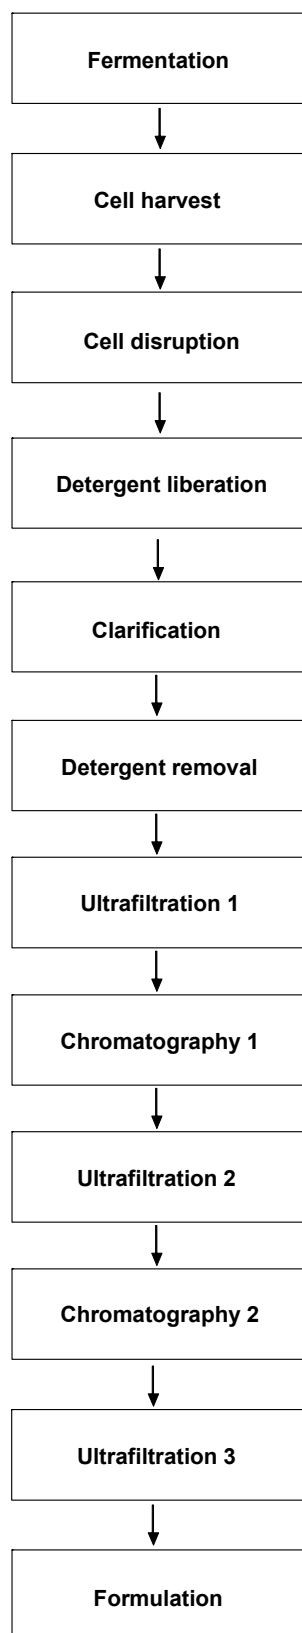 Fermentation
Cell harvest
Cell disruption
Detergent liberation
Clarification
Detergent removal
Ultrafiltration 1
Chromatography 1
Ultrafiltration 2
Chromatography 2
Ultrafiltration 3
Formulation